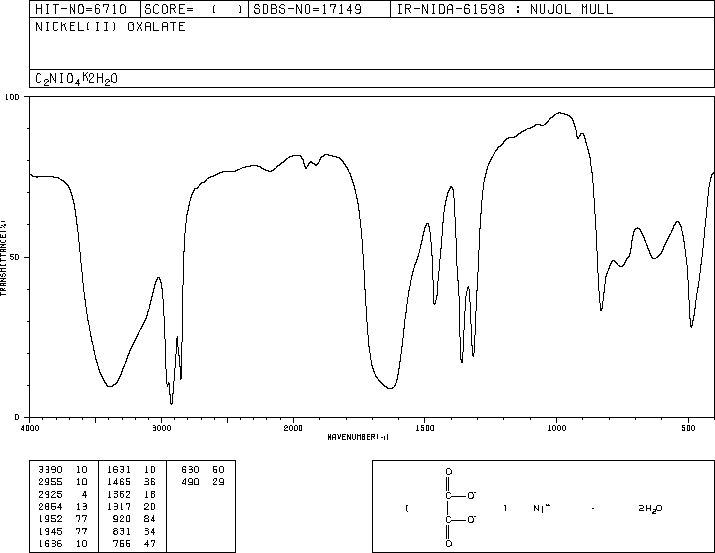 HIT-NO=6710 SCORE= ( ) SDBS-NO=17149 IR-NIDA-61598 : NUJOL MULL
NICKEL(II) OXALATE
C2NIO4K2H2O
100
50
0
TRANSMITTANCE(%)
4000 3000 2000 1500 1000 500
WAVENUMBER(-1)
3390 10 1631 10 630 50
2955 10 1465 36 490 29
2925 4 1362 18
2864 13 1317 20
1952 77 920 84
1945 77 831 34
1636 10 766 47
O
C—O-
( ) Ni++ · 2H2O
C—O-
O